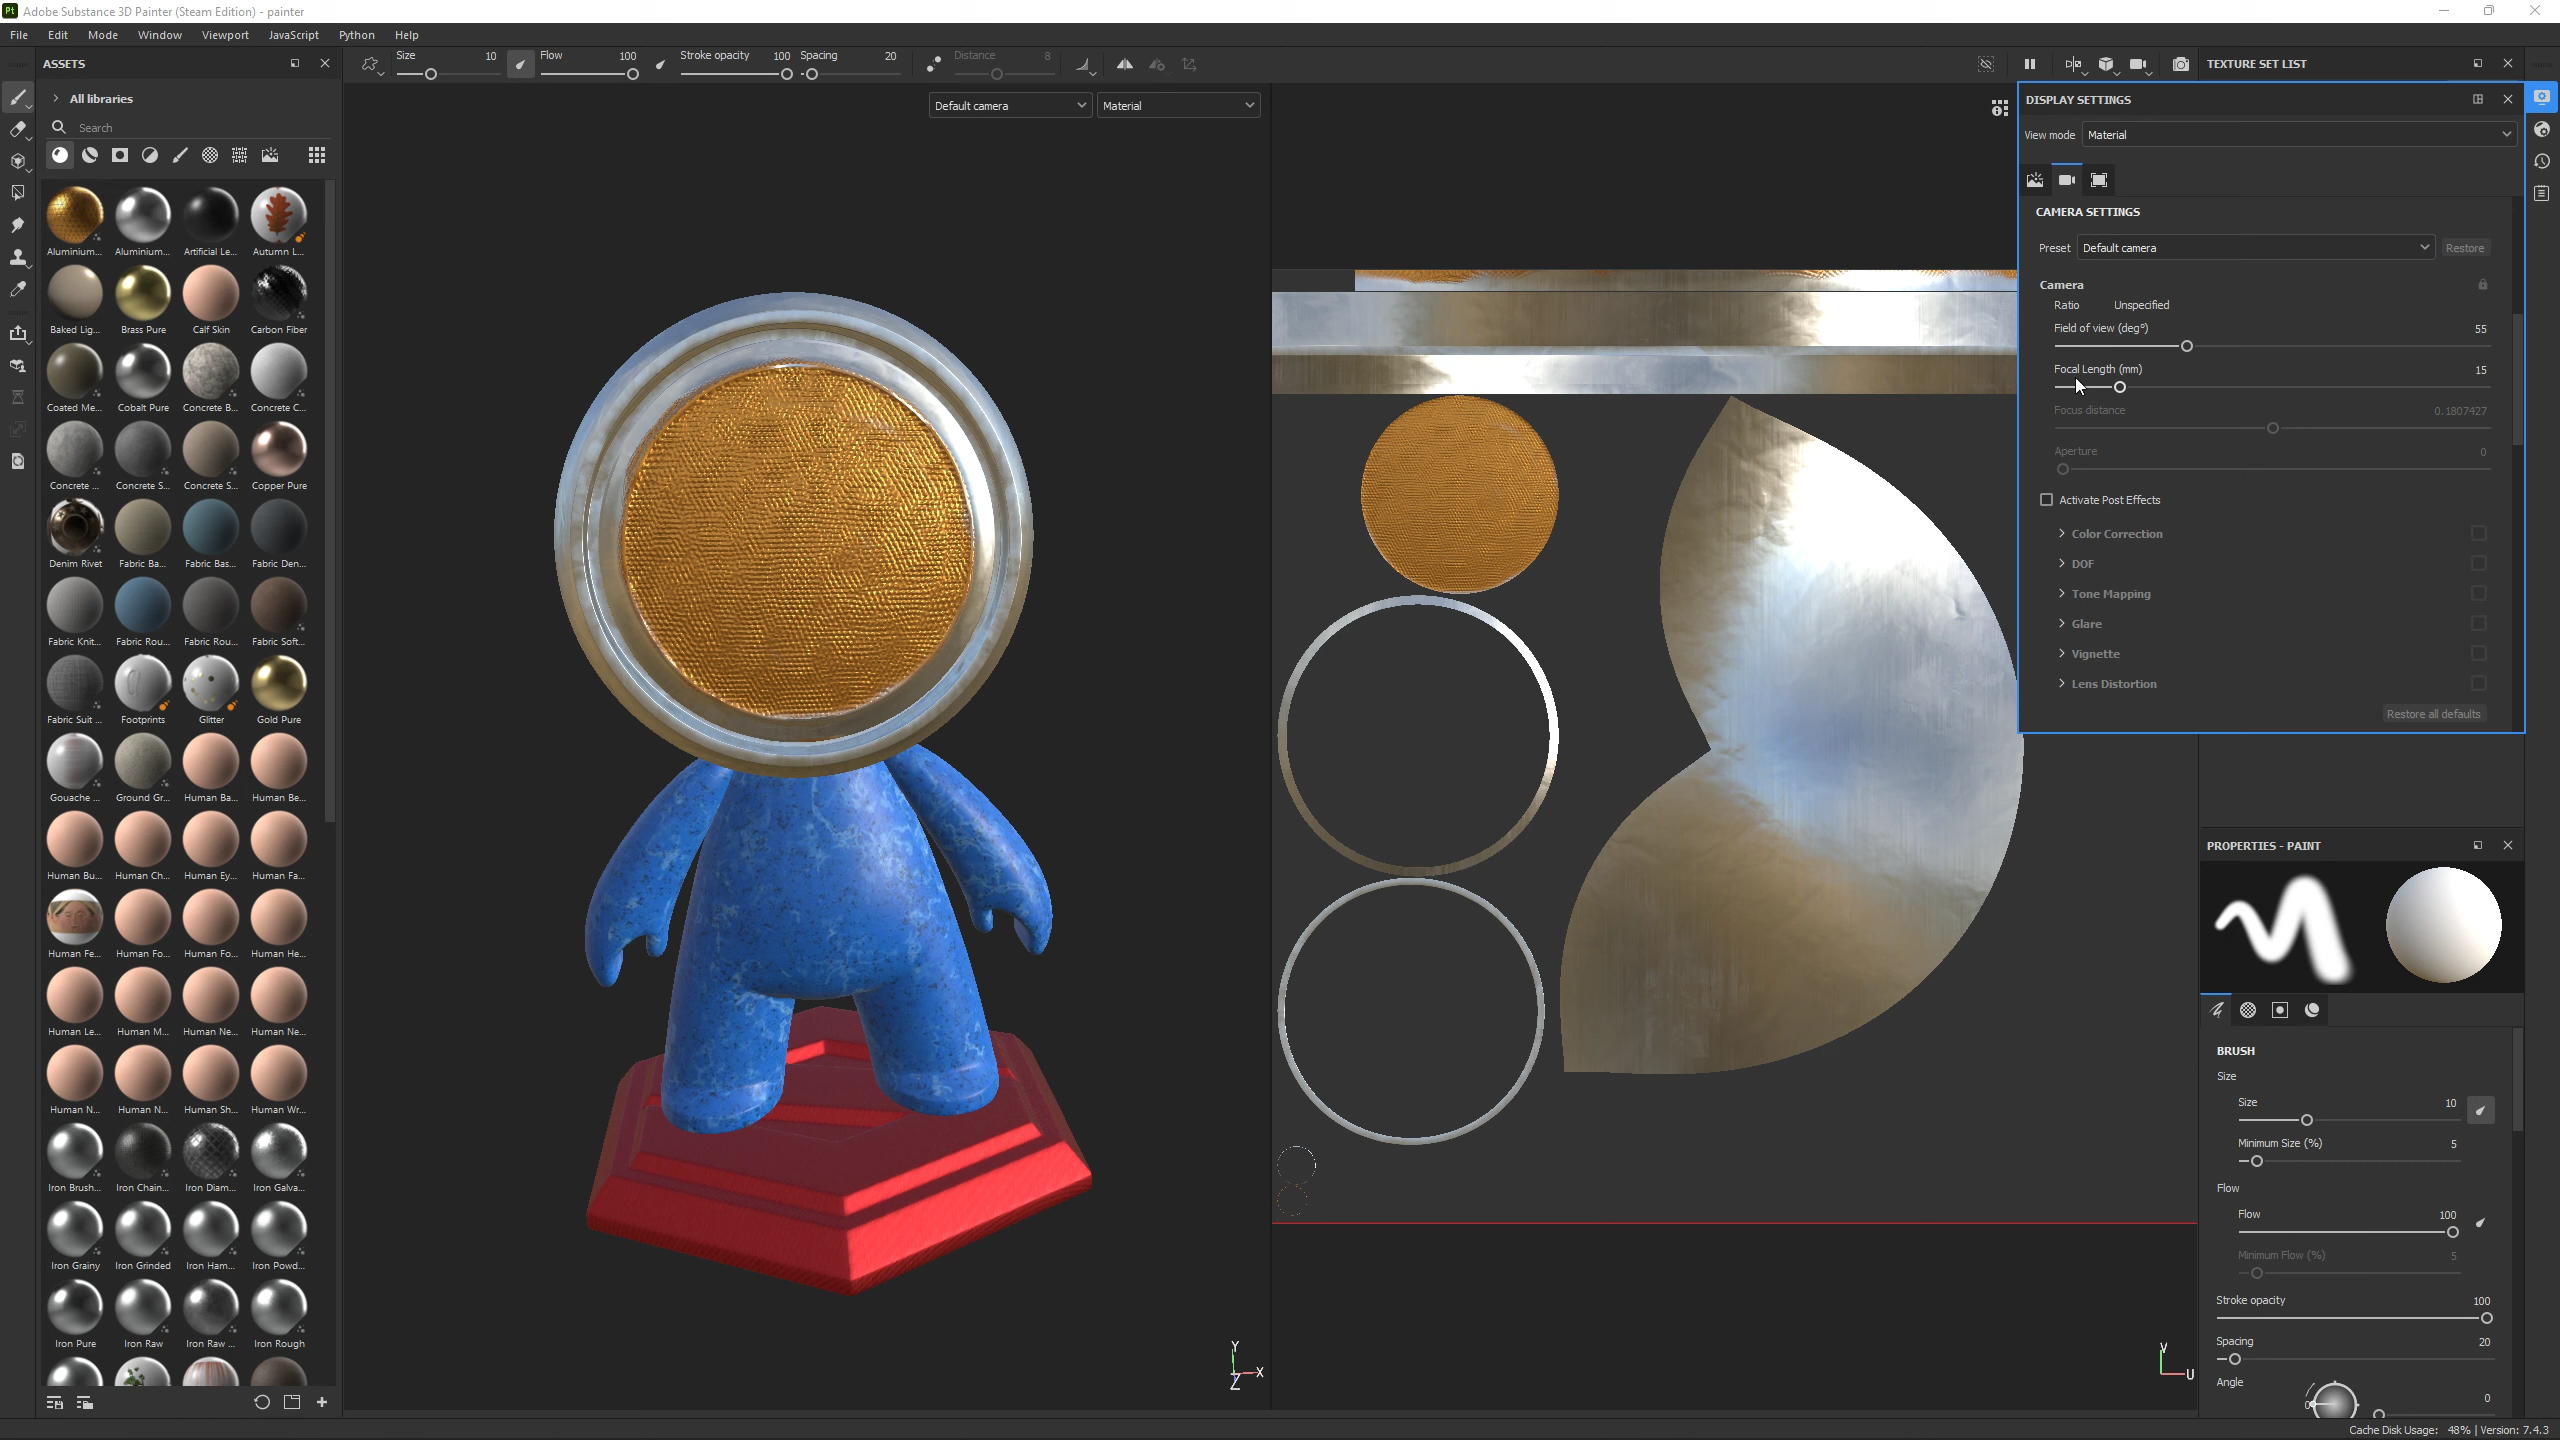 Pt Adobe Substance 3D Painter (Steam Edition) - painter
File Edit Mode Window Viewport JavaScript Python Help
ASSETS
Size 10 Flow 100 Stroke opacity 100 Spacing 20 Distance 8
TEXTURE SET LIST
All libraries
Search
Default camera Material
DISPLAY SETTINGS
View mode Material
CAMERA SETTINGS
Preset Default camera Restore
Camera
Ratio Unspecified
Field of view (deg°) 55
Focal Length (mm) 15
Focus distance 0.1807427
Aperture 0
Activate Post Effects
Color Correction
DOF
Tone Mapping
Glare
Vignette
Lens Distortion
Restore all defaults
Aluminium... Aluminium... Artificial Le... Autumn L...
Baked Lig... Brass Pure Calf Skin Carbon Fiber
Coated Me... Cobalt Pure Concrete B... Concrete C...
Concrete ... Concrete S... Concrete S... Copper Pure
Denim Rivet Fabric Ba... Fabric Bas... Fabric Den...
Fabric Knit... Fabric Rou... Fabric Rou... Fabric Soft...
Fabric Suit ... Footprints Glitter Gold Pure
Gouache ... Ground Gr... Human Ba... Human Be...
Human Bu... Human Ch... Human Ey... Human Fa...
Human Fe... Human Fo... Human Fo... Human He...
Human Le... Human M... Human Ne... Human Ne...
Human N... Human N... Human Sh... Human Wr...
Iron Brush... Iron Chain... Iron Diam... Iron Galva...
Iron Grainy Iron Grinded Iron Ham... Iron Powd...
Iron Pure Iron Raw Iron Raw ... Iron Rough
Y
X
Z
V
U
PROPERTIES - PAINT
BRUSH
Size
Size 10
Minimum Size (%) 5
Flow
Flow 100
Minimum Flow (%) 5
Stroke opacity 100
Spacing 20
Angle
0
0
Cache Disk Usage: 48% | Version: 7.4.3